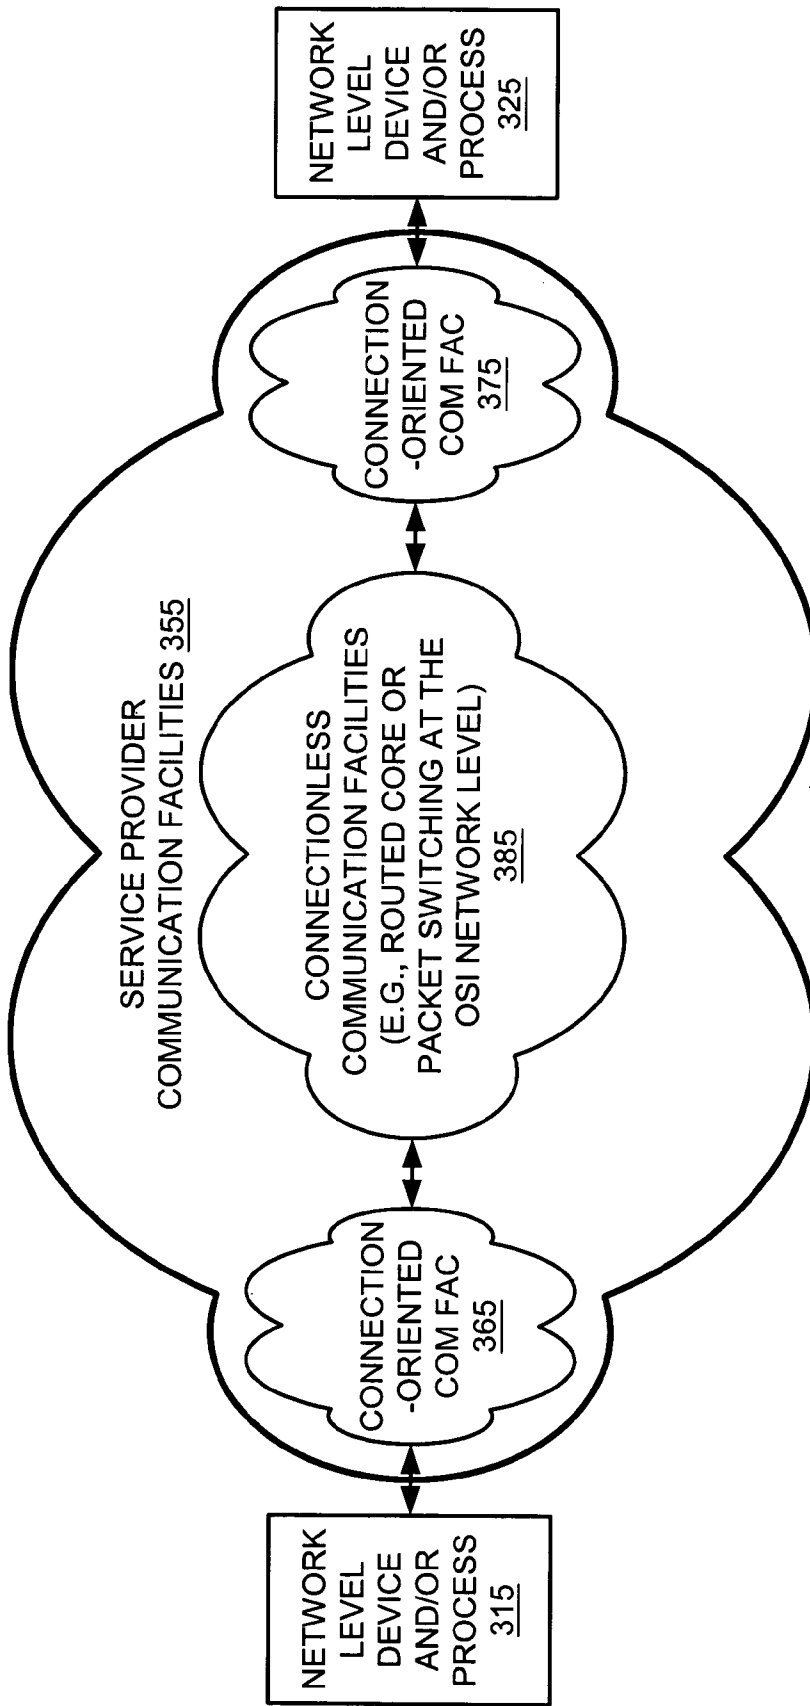 SERVICE PROVIDER
COMMUNICATION FACILITIES 355
NETWORK
LEVEL
DEVICE
AND/OR
PROCESS
315
CONNECTION
-ORIENTED
COM FAC
365
CONNECTIONLESS
COMMUNICATION FACILITIES
(E.G., ROUTED CORE OR
PACKET SWITCHING AT THE
OSI NETWORK LEVEL)
385
CONNECTION
-ORIENTED
COM FAC
375
NETWORK
LEVEL
DEVICE
AND/OR
PROCESS
325